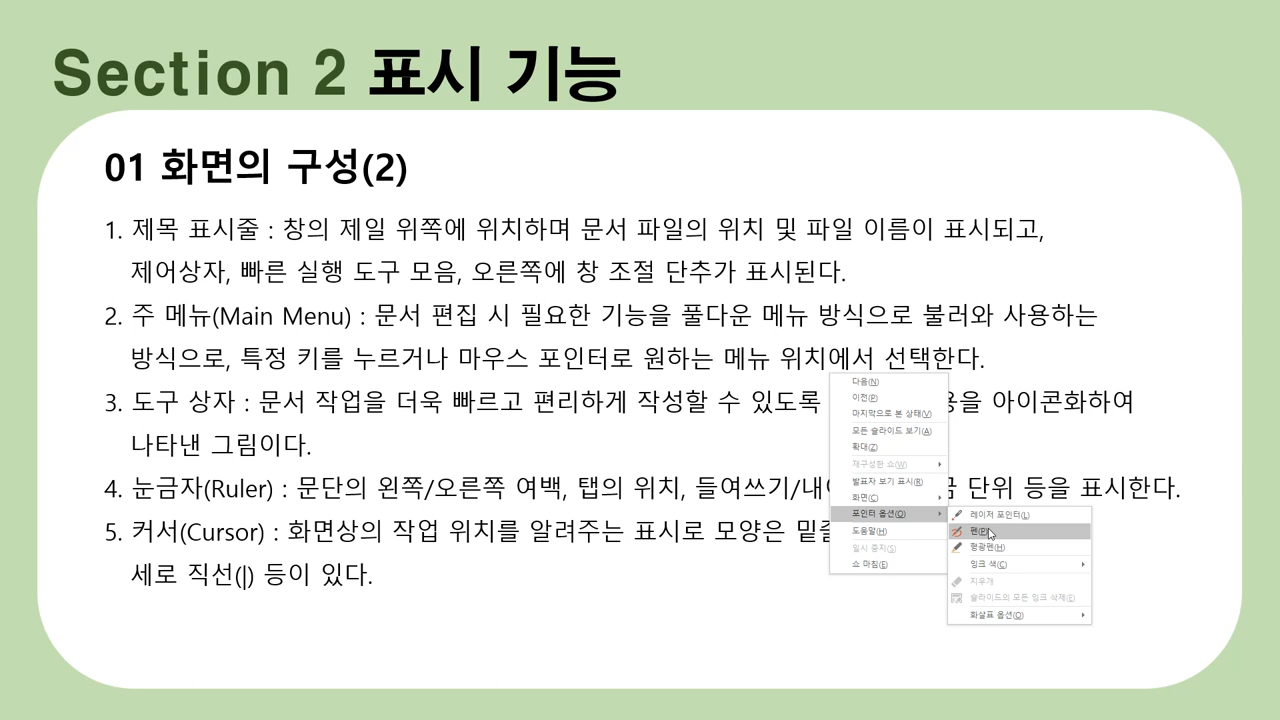 Section 2 표시 기능
01 화면의 구성(2)
1. 제목 표시줄 : 창의 제일 위쪽에 위치하며 문서 파일의 위치 및 파일 이름이 표시되고,
제어상자, 빠른 실행 도구 모음, 오른쪽에 창 조절 단추가 표시된다.
2. 주 메뉴(Main Menu) : 문서 편집 시 필요한 기능을 풀다운 메뉴 방식으로 불러와 사용하는
방식으로, 특정 키를 누르거나 마우스 포인터로 원하는 메뉴 위치에서 선택한다.
3. 도구 상자 : 문서 작업을 더욱 빠르고 편리하게 작성할 수 있도록 아이콘화하여
나타낸 그림이다.
4. 눈금자(Ruler) : 문단의 왼쪽/오른쪽 여백, 탭의 위치, 단위 등을 표시한다.
5. 커서(Cursor) : 화면상의 작업 위치를 알려주는 표시로 모양은
세로 직선(|) 등이 있다.
다음(N)
이전(P)
마지막으로 본 상태(V)
모든 슬라이드 보기(A)
확대(Z)
재구성한 쇼(W)
발표자 보기 표시(R)
화면(C)
포인터 옵션(O)
도움말(H)
일시 중지(S)
쇼 마침(E)
레이저 포인터(L)
펜(P)
형광펜(H)
잉크 색(C)
지우개
슬라이드의 모든 잉크 삭제(E)
화살표 옵션(O)